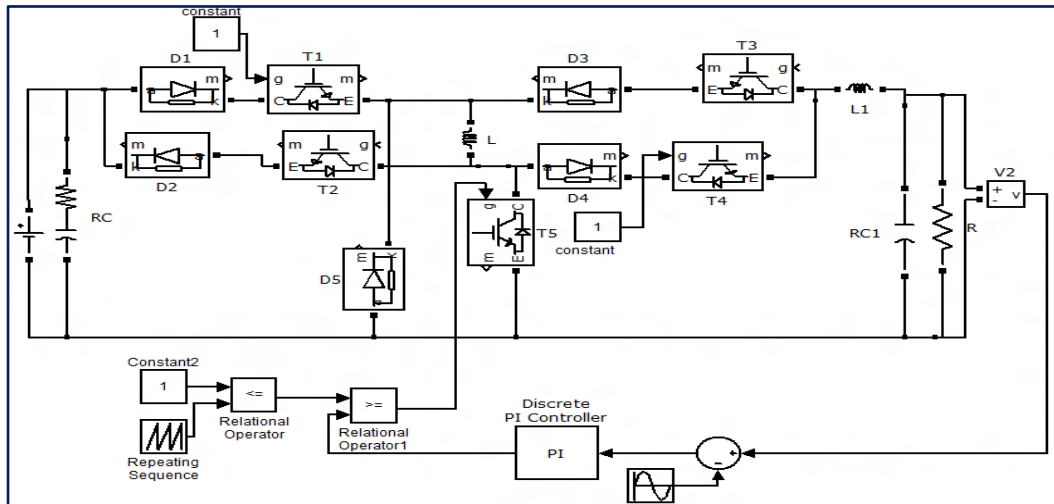 constant
1
D1
m
a
k
T1
g
m
C
E
D3
m
k
a
T3
m
g
E
C
L1
L
m
k
a
D2
m
g
E
C
T2
a
m
k
D4
g
m
C
E
T4
1
constant
V2
+
-
v
RC
+
g
C
m
E
T5
D5
m
K
a
RC1
R
Constant2
1
<=
Relational
Operator
>=
Relational
Operator1
Repeating
Sequence
Discrete
PI Controller
PI
+
-